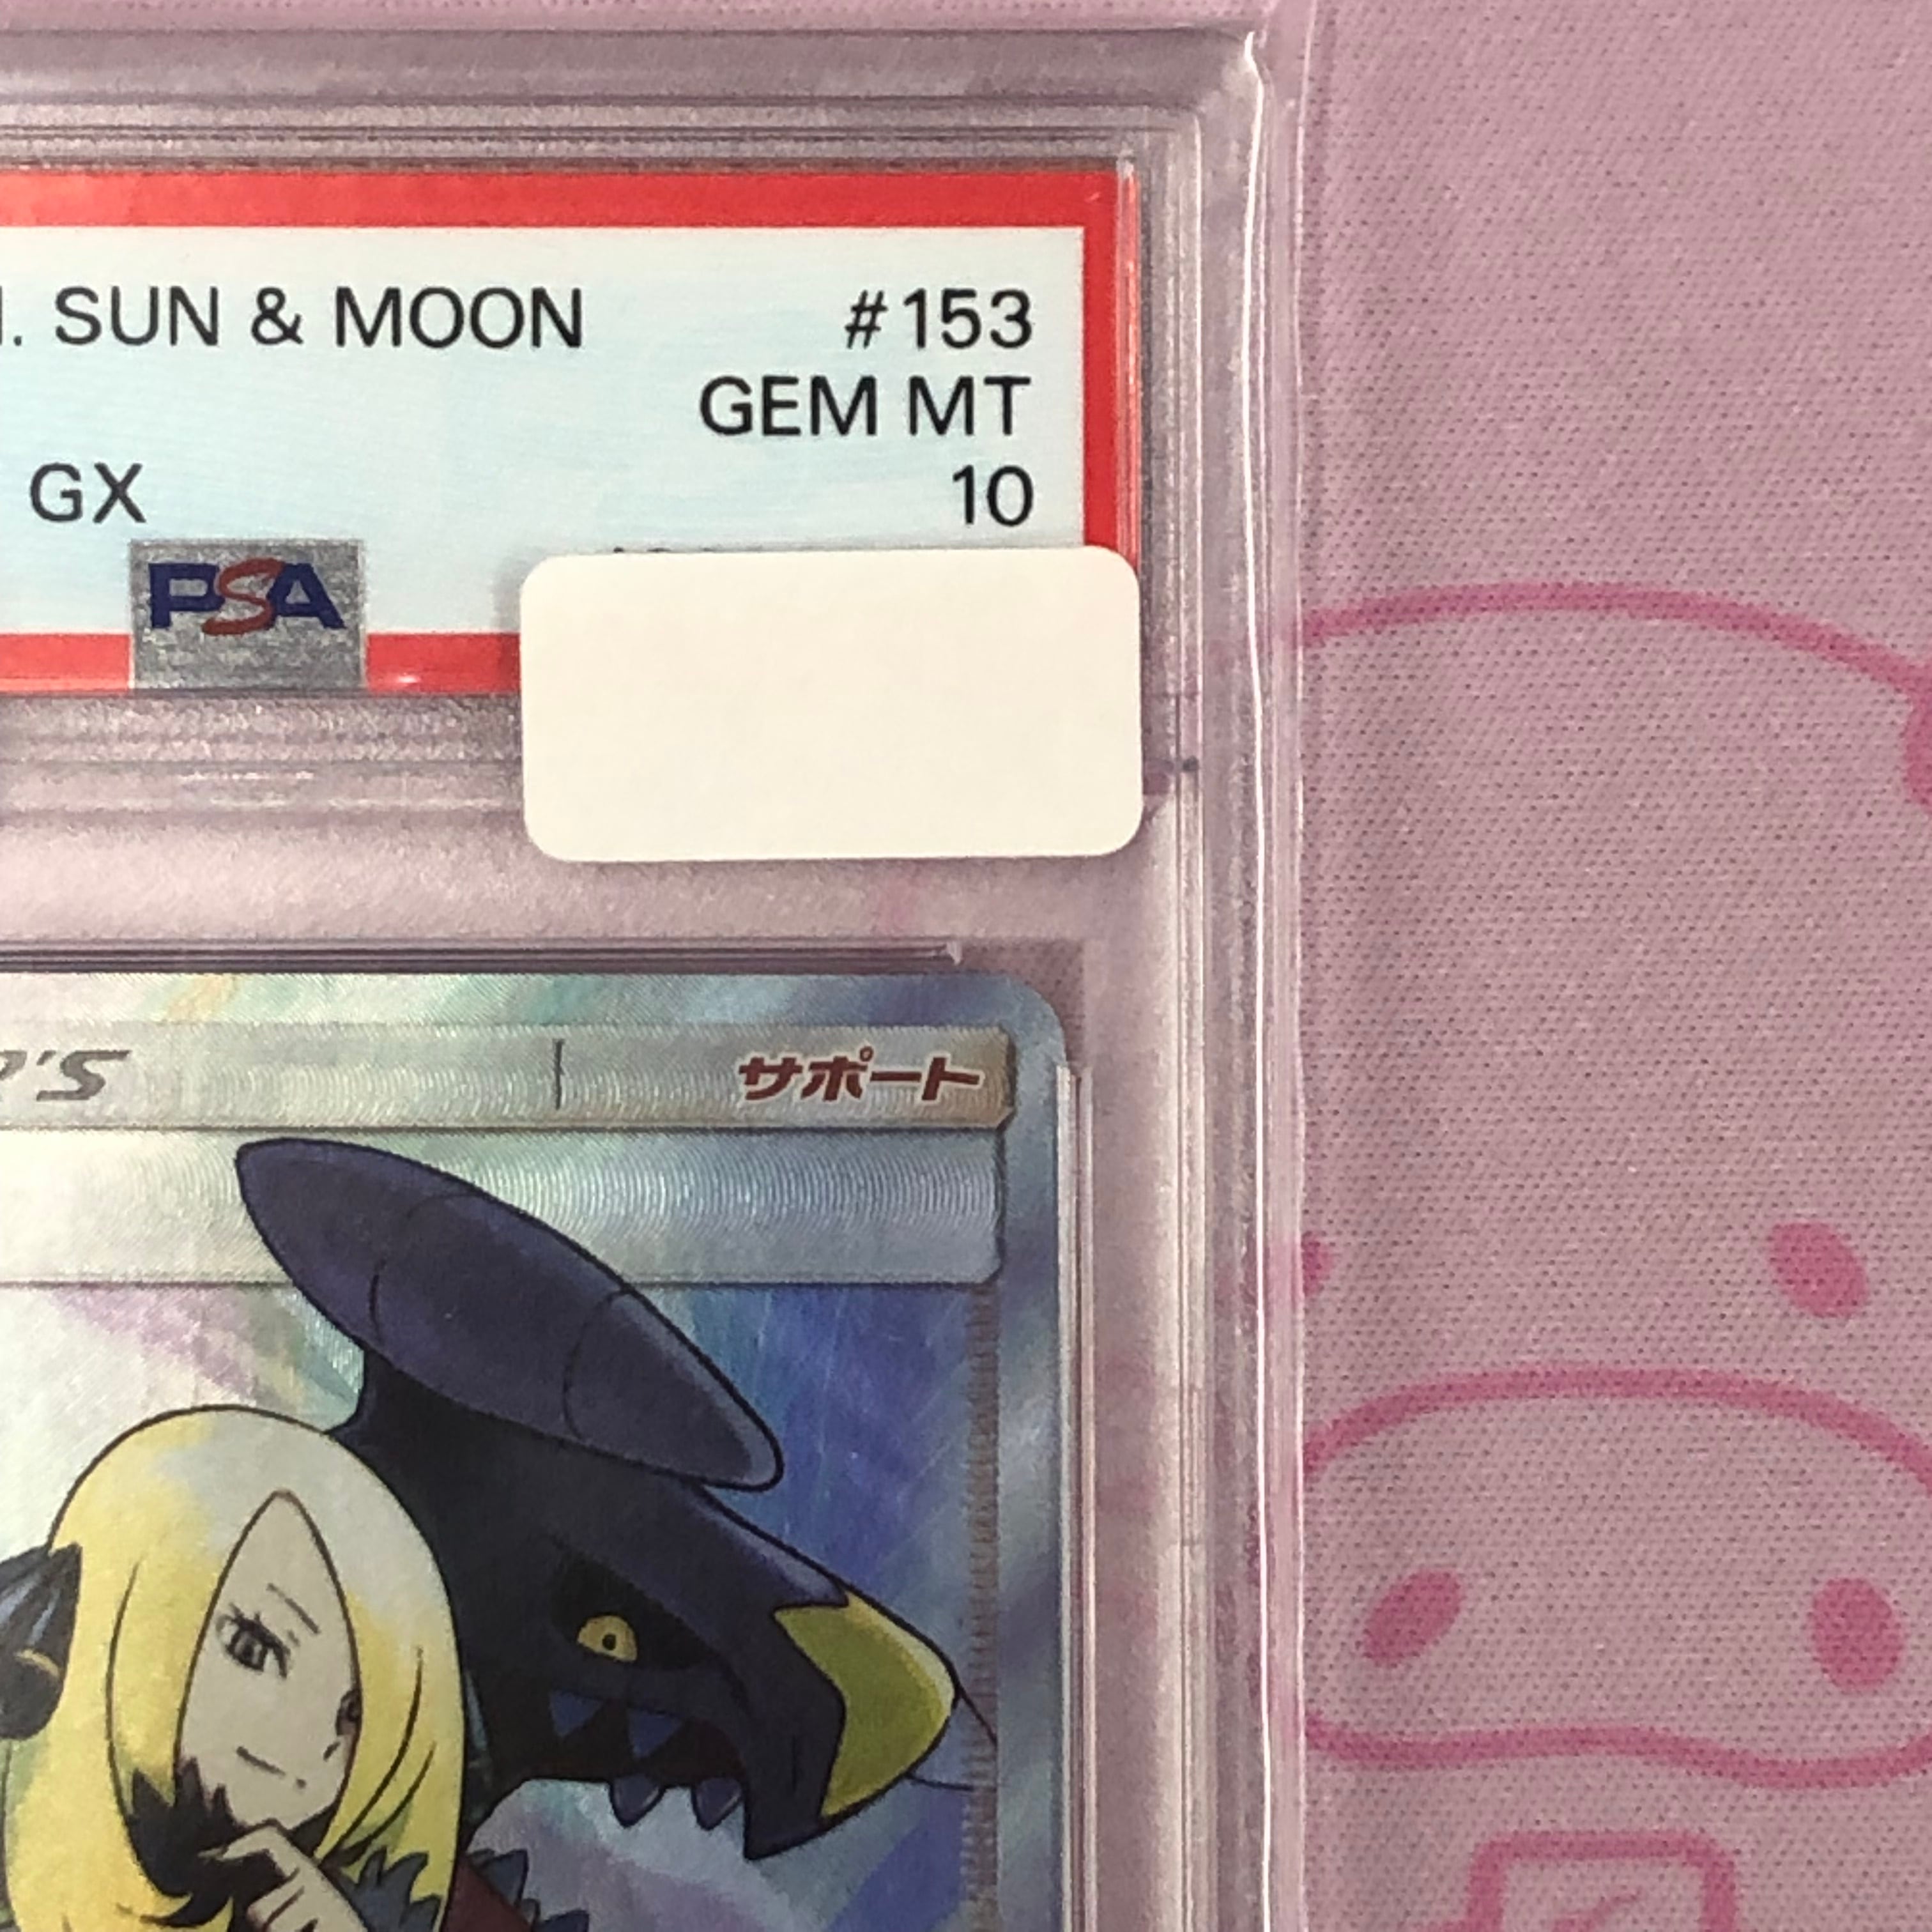 . SUN & MOON #153
GEM MT
GX 10
PSA
'S サポート